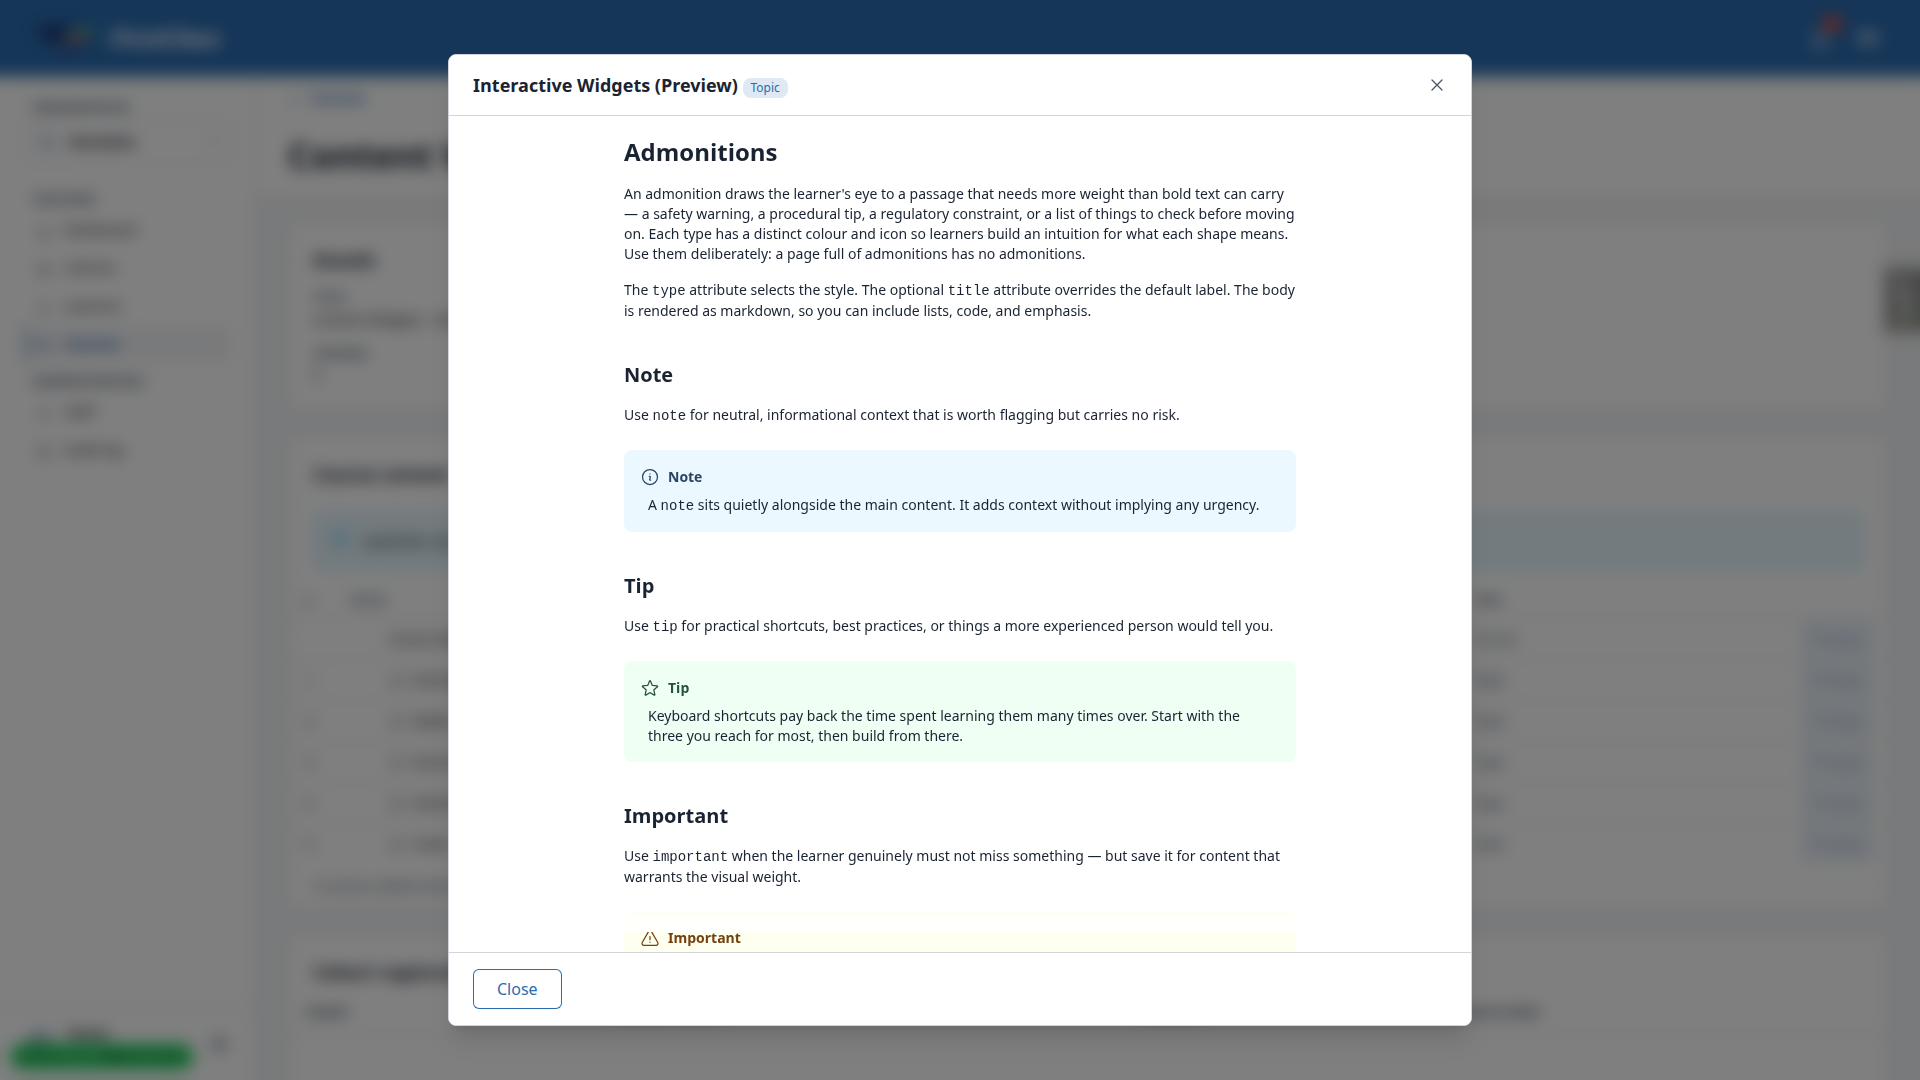 Interactive Widgets (Preview) Topic
Admonitions
An admonition draws the learner's eye to a passage that needs more weight than bold text can carry
— a safety warning, a procedural tip, a regulatory constraint, or a list of things to check before moving
on. Each type has a distinct colour and icon so learners build an intuition for what each shape means.
Use them deliberately: a page full of admonitions has no admonitions.
The type attribute selects the style. The optional title attribute overrides the default label. The body
is rendered as markdown, so you can include lists, code, and emphasis.
Note
Use note for neutral, informational context that is worth flagging but carries no risk.
Note
A note sits quietly alongside the main content. It adds context without implying any urgency.
Tip
Use tip for practical shortcuts, best practices, or things a more experienced person would tell you.
Tip
Keyboard shortcuts pay back the time spent learning them many times over. Start with the
three you reach for most, then build from there.
Important
Use important when the learner genuinely must not miss something — but save it for content that
warrants the visual weight.
Important
Close